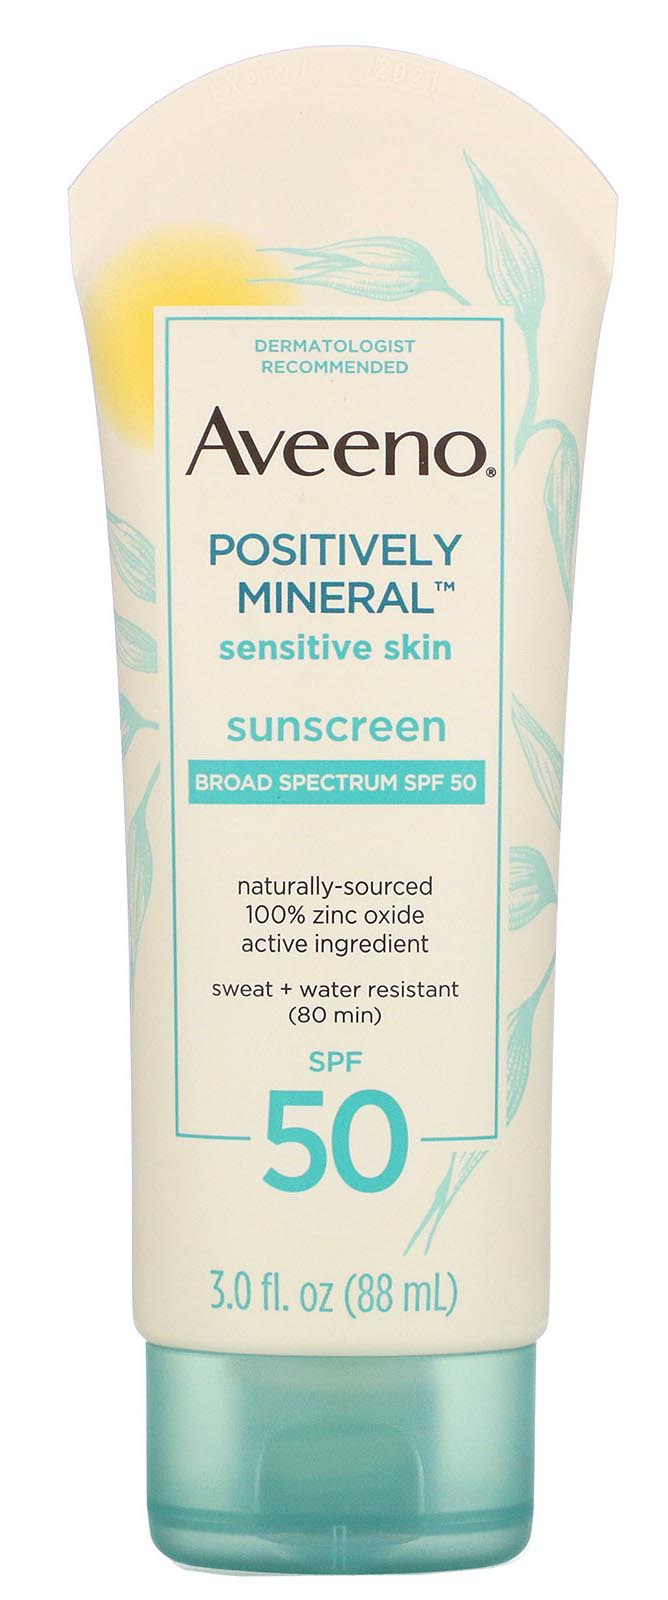 2021
DERMATOLOGIST
RECOMMENDED
Aveeno®
POSITIVELY
MINERAL™
sensitive skin
sunscreen
BROAD SPECTRUM SPF 50
naturally-sourced
100% zinc oxide
active ingredient
sweat + water resistant
(80 min)
SPF
50
3.0 fl. oz (88 mL)